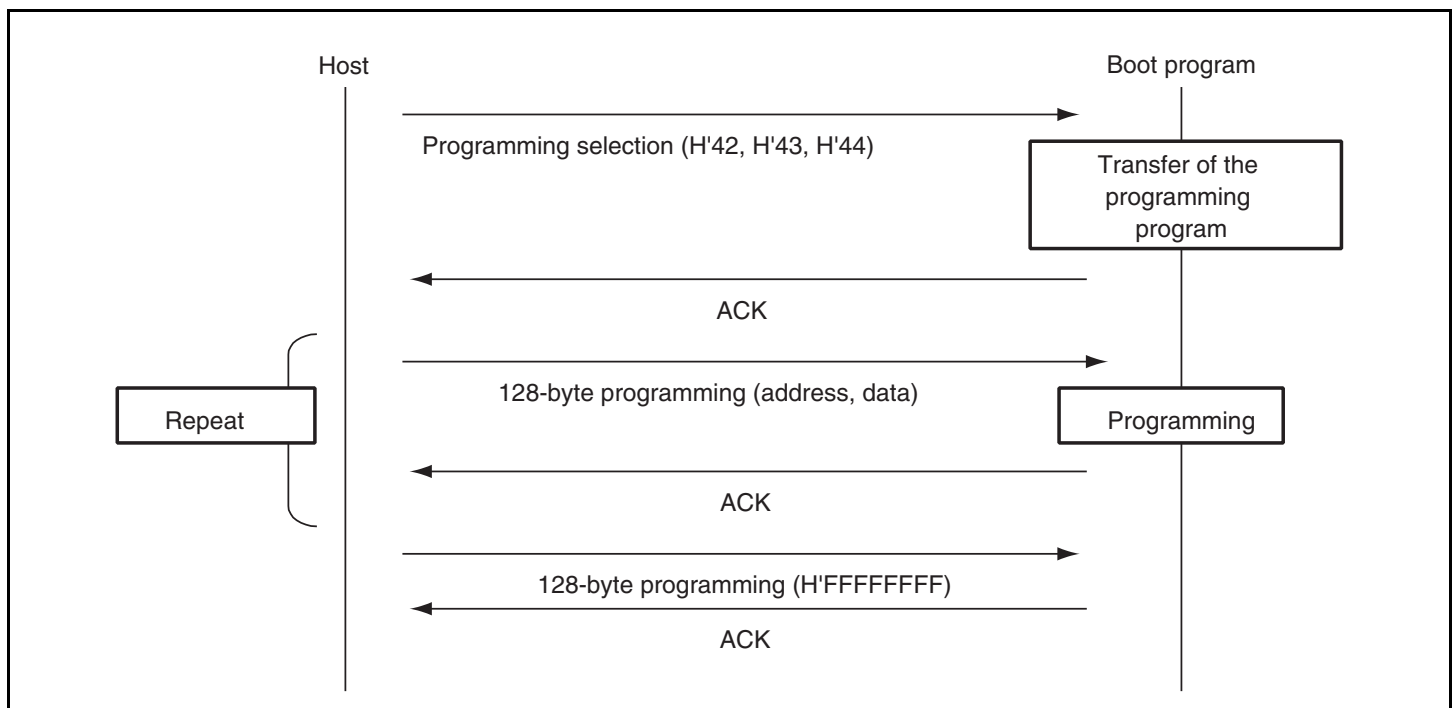 Host
Boot program
Programming selection (H'42, H'43, H'44)
Transfer of the
programming
program
ACK
128-byte programming (address, data)
Repeat
Programming
ACK
128-byte programming (H'FFFFFFFF)
ACK